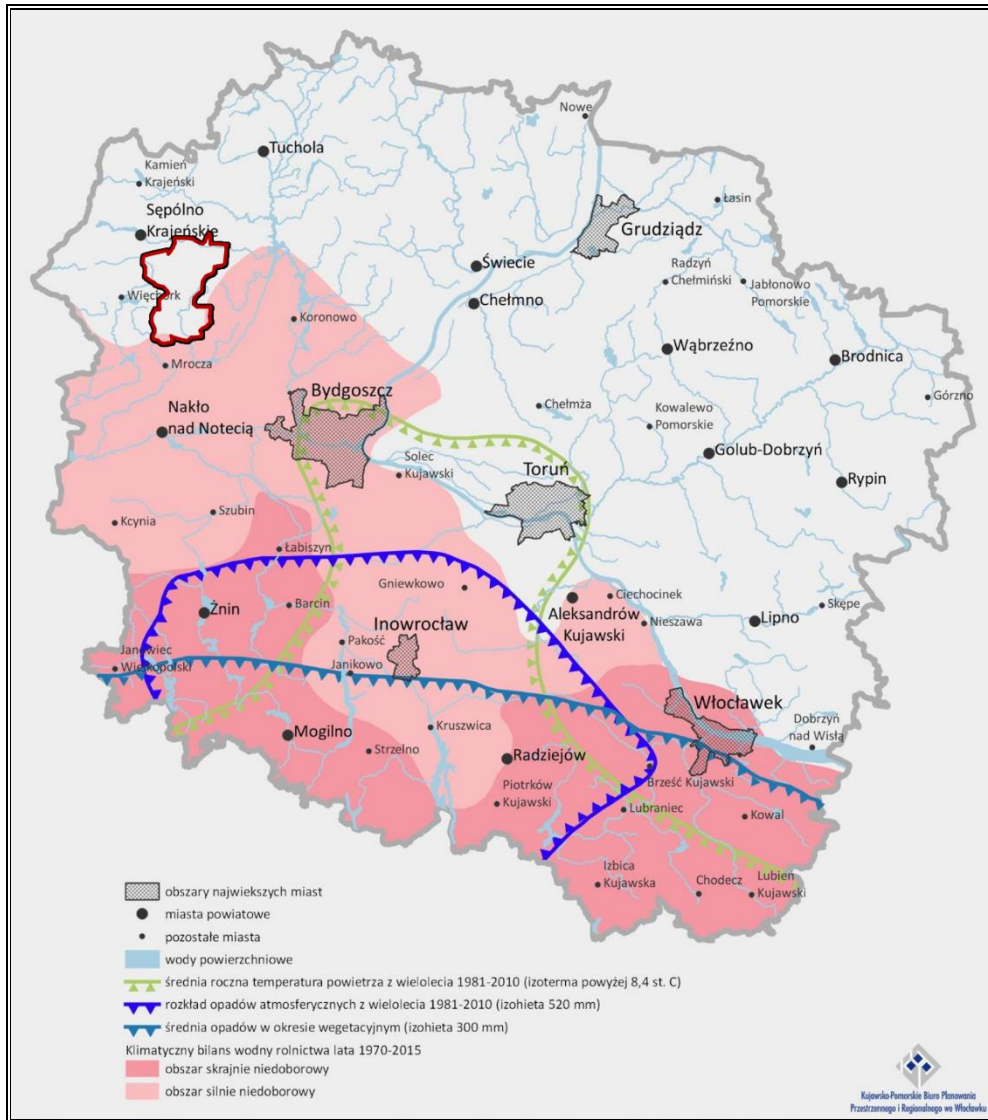 Nowe
Tuchola
Kamień
Krajeński
Łasin
Sępólno
Krajeńskie
Grudziądz
Radzyń
Chełmiński
Świecie
Jabłonowo
Pomorskie
Więcbork
Chełmno
Koronowo
Wąbrzeźno
Brodnica
Mrocza
Bydgoszcz
Górzno
Chełmża
Kowalewo
Pomorskie
Nakło
nad Notecią
Golub-Dobrzyń
Solec
Kujawski
Toruń
Rypin
Szubin
Kcynia
Łabiszyn
Gniewkowo
Ciechocinek
Żnin
Barcin
Aleksandrów
Kujawski
Skępe
Nieszawa
Lipno
Inowrocław
Pakość
Janowiec
Wielkopolski
Janikowo
Włocławek
Kruszwica
Dobrzyń
nad Wisłą
Mogilno
Strzelno
Radziejów
Piotrków
Kujawski
Brześć Kujawski
Lubraniec
Kowal
Izbica
Kujawska
Chodecz
Lubien
Kujawski
obszary najwiekszych miast
miasta powiatowe
pozostałe miasta
wody powierzchniowe
średnia roczna temperatura powietrza z wielolecia 1981-2010 (izoterma powyżej 8,4 st. C)
rozkład opadów atmosferycznych z wielolecia 1981-2010 (izohieta 520 mm)
średnia opadów w okresie wegetacyjnym (izohieta 300 mm)
Klimatyczny bilans wodny rolnictwa lata 1970-2015
obszar skrajnie niedoborowy
obszar silnie niedoborowy
Kujawsko-Pomorskie Biuro Planowania
Przestrzennego i Regionalnego we Włocławku